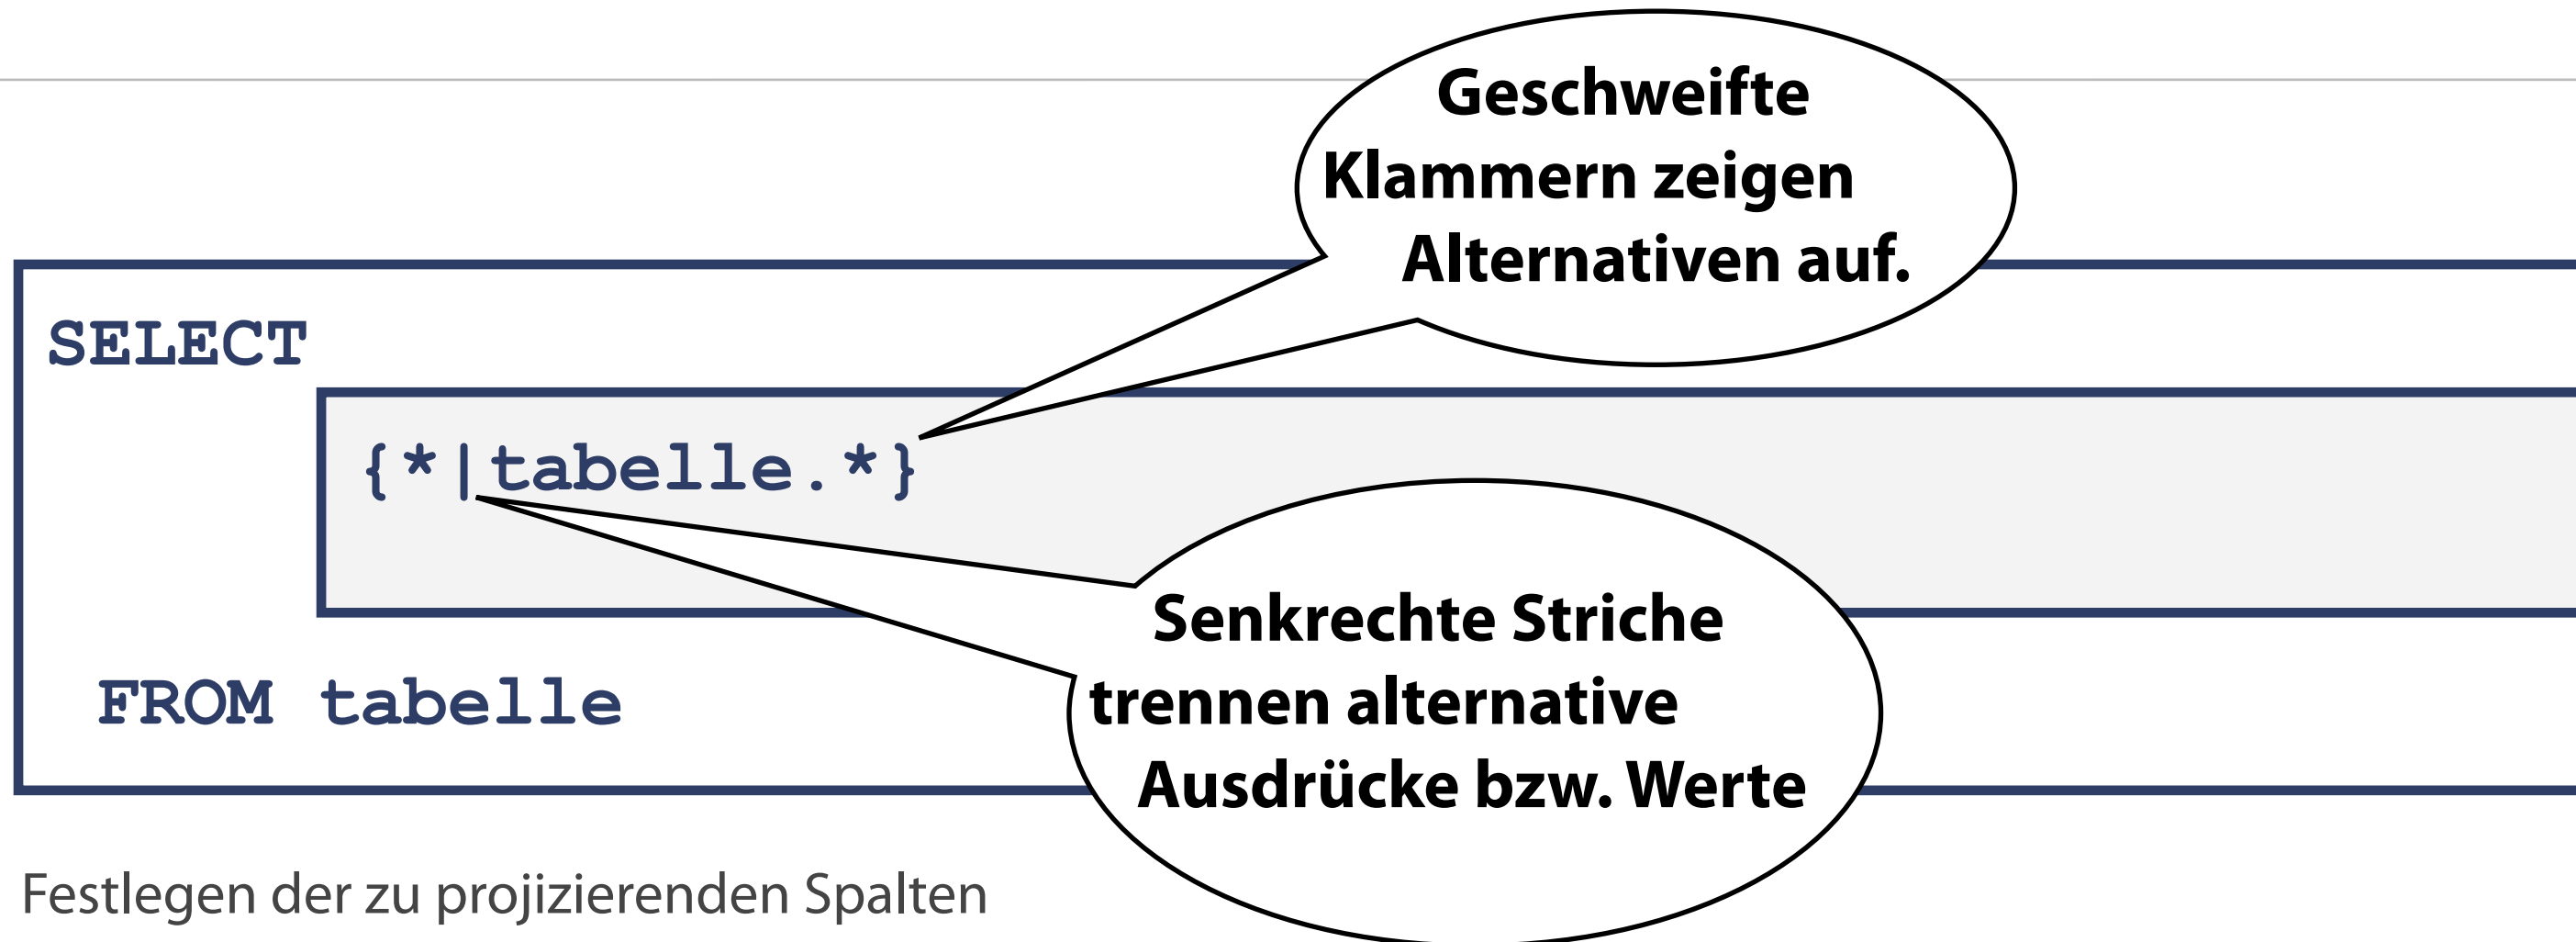 Geschweifte
Klammern zeigen
Alternativen auf.
SELECT
{*|tabelle.*}
Senkrechte Striche
trennen alternative
Ausdrücke bzw. Werte
FROM tabelle
Festlegen der zu projizierenden Spalten